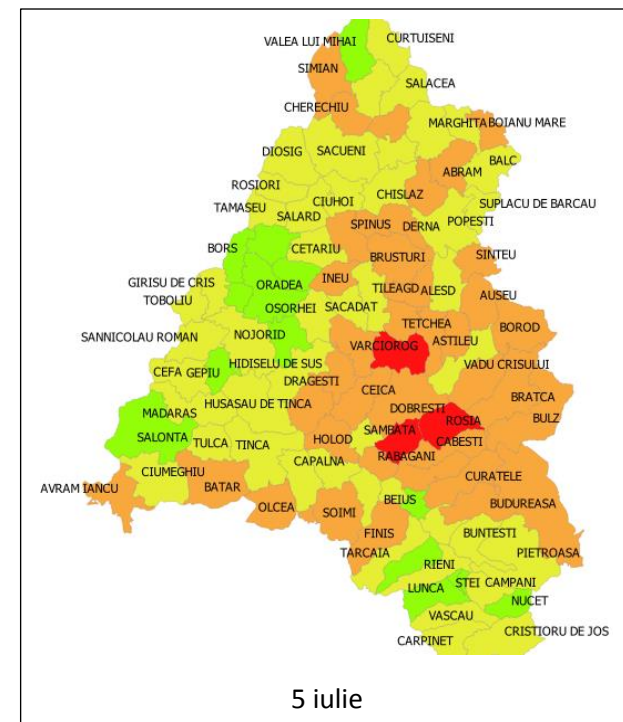 CURTUISENI
VALEA LUI MIHAI
SIMIAN
SALACEA
CHERECHIU
MARGHITA BOIANU MARE
DIOSIG SACUENI
BALC
ABRAM
ROSIORI
CHISLAZ
CIUHOI
SUPLACU DE BARCAU
TAMASEU
SALARD
POPESTI
SPINUS DERNA
BORS
CETARIU
SINTEU
BRUSTURI
GIRISU DE CRIS
INEU
ORADEA
TILEAGD ALESD
AUSEU
TOBOLIU
OSORHEI SACADAT
TETCHEA
BOROD
SANNICOLAU ROMAN
NOJORID
VARCIOROG
ASTILEU
HIDISELU DE SUS
VADU CRISULUI
CEFA GEPIU
DRAGESTI
CEICA
BRATCA
HUSASAU DE TINCA
DOBRESTI
MADARAS
ROSIA
BULZ
SAMBATA
SALONTA
TULCA TINCA
HOLOD
CABESTI
RABAGANI
CIUMEGHIU
CAPALNA
CURATELE
AVRAM IANCU
BATAR
BEIUS
BUDUREASA
OLCEA
SOIMI
FINIS
BUNTESTI
TARCAIA
PIETROASA
RIENI
LUNCA STEI CAMPANI
NUCET
VASCAU
CRISTIORU DE JOS
CARPINET
5 iulie